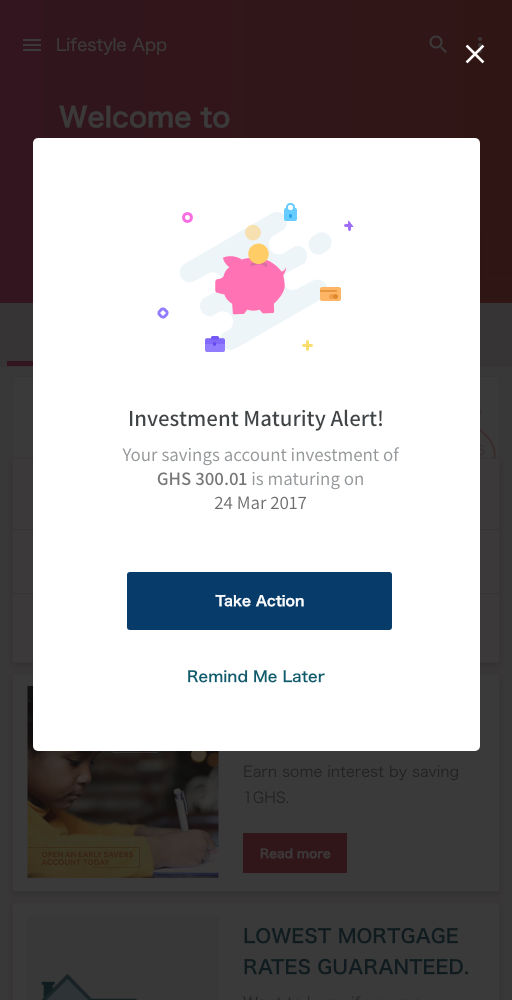 Lifestyle App
Welcome to
Investment Maturity Alert!
Your savings account investment of
GHS 300.01 is maturing on
24 Mar 2017
Take Action
Remind Me Later
Earn some interest by saving
1GHS.
OPEN AN EARLY SAVERS
ACCOUNT TODAY
Read more
LOWEST MORTGAGE
RATES GUARANTEED.